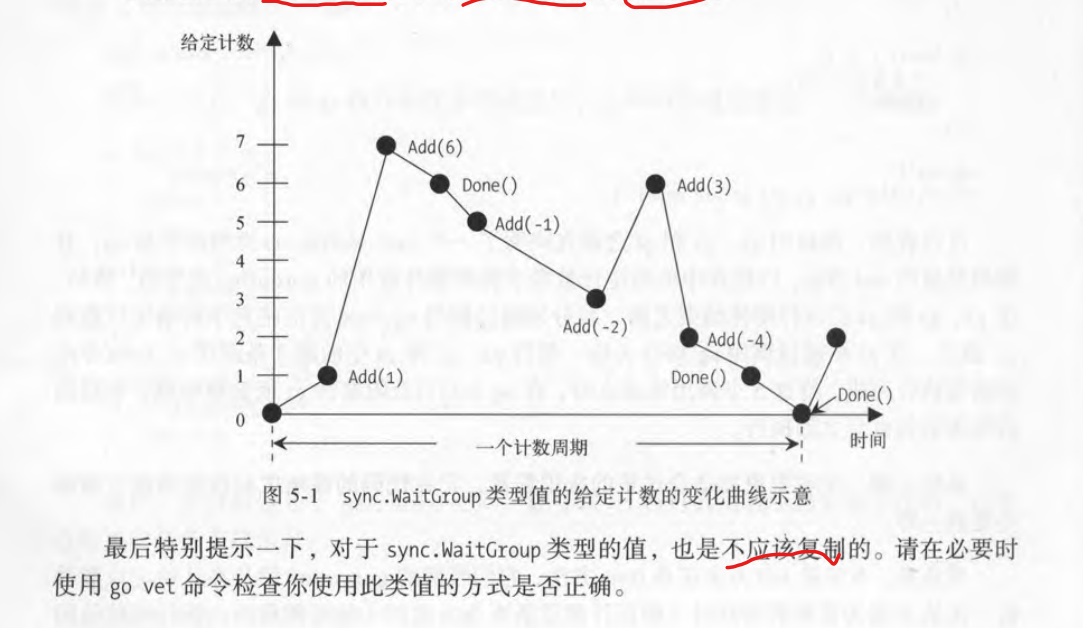 给定计数
7
Add(6)
6
Done()
Add(3)
5
Add(-1)
4
3
Add(-2)
2
Add(-4)
1
Add(1)
Done()
Done()
0
时间
一个计数周期
图 5-1 sync.WaitGroup 类型值的给定计数的变化曲线示意
最后特别提示一下，对于 sync.WaitGroup 类型的值，也是不应该复制的。请在必要时
使用 go vet 命令检查你使用此类值的方式是否正确。